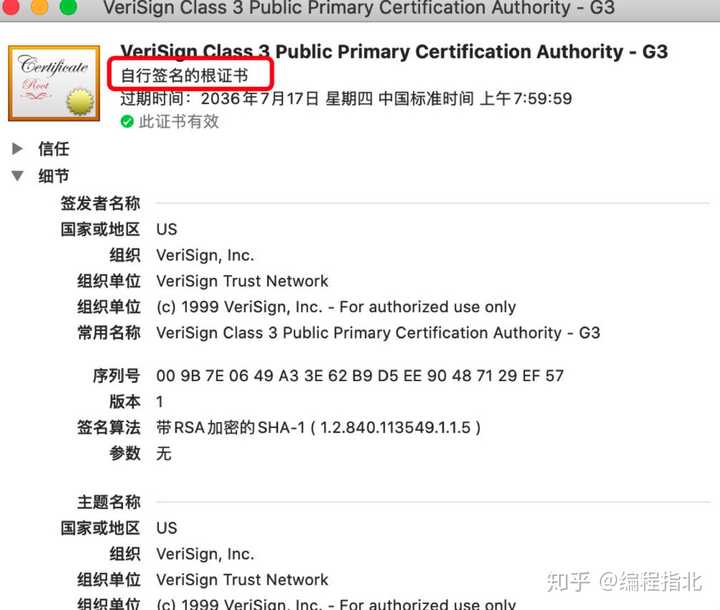 VeriSign Class 3 Public Primary Certification Authority - G3
Certificate
Root
VeriSign Class 3 Public Primary Certification Authority - G3
自行签名的根证书
过期时间：2036年7月17日 星期四 中国标准时间 上午7:59:59
此证书有效
信任
细节
签发者名称
国家或地区 US
组织 VeriSign, Inc.
组织单位 VeriSign Trust Network
组织单位 (c) 1999 VeriSign, Inc. - For authorized use only
常用名称 VeriSign Class 3 Public Primary Certification Authority - G3
序列号 00 9B 7E 06 49 A3 3E 62 B9 D5 EE 90 48 71 29 EF 57
版本 1
签名算法 带RSA加密的SHA-1 ( 1.2.840.113549.1.1.5 )
参数 无
主题名称
国家或地区 US
组织 VeriSign, Inc.
组织单位 VeriSign Trust Network
组织单位 (c) 1999 VeriSign, Inc. - For authorized use only
知乎 @编程指北